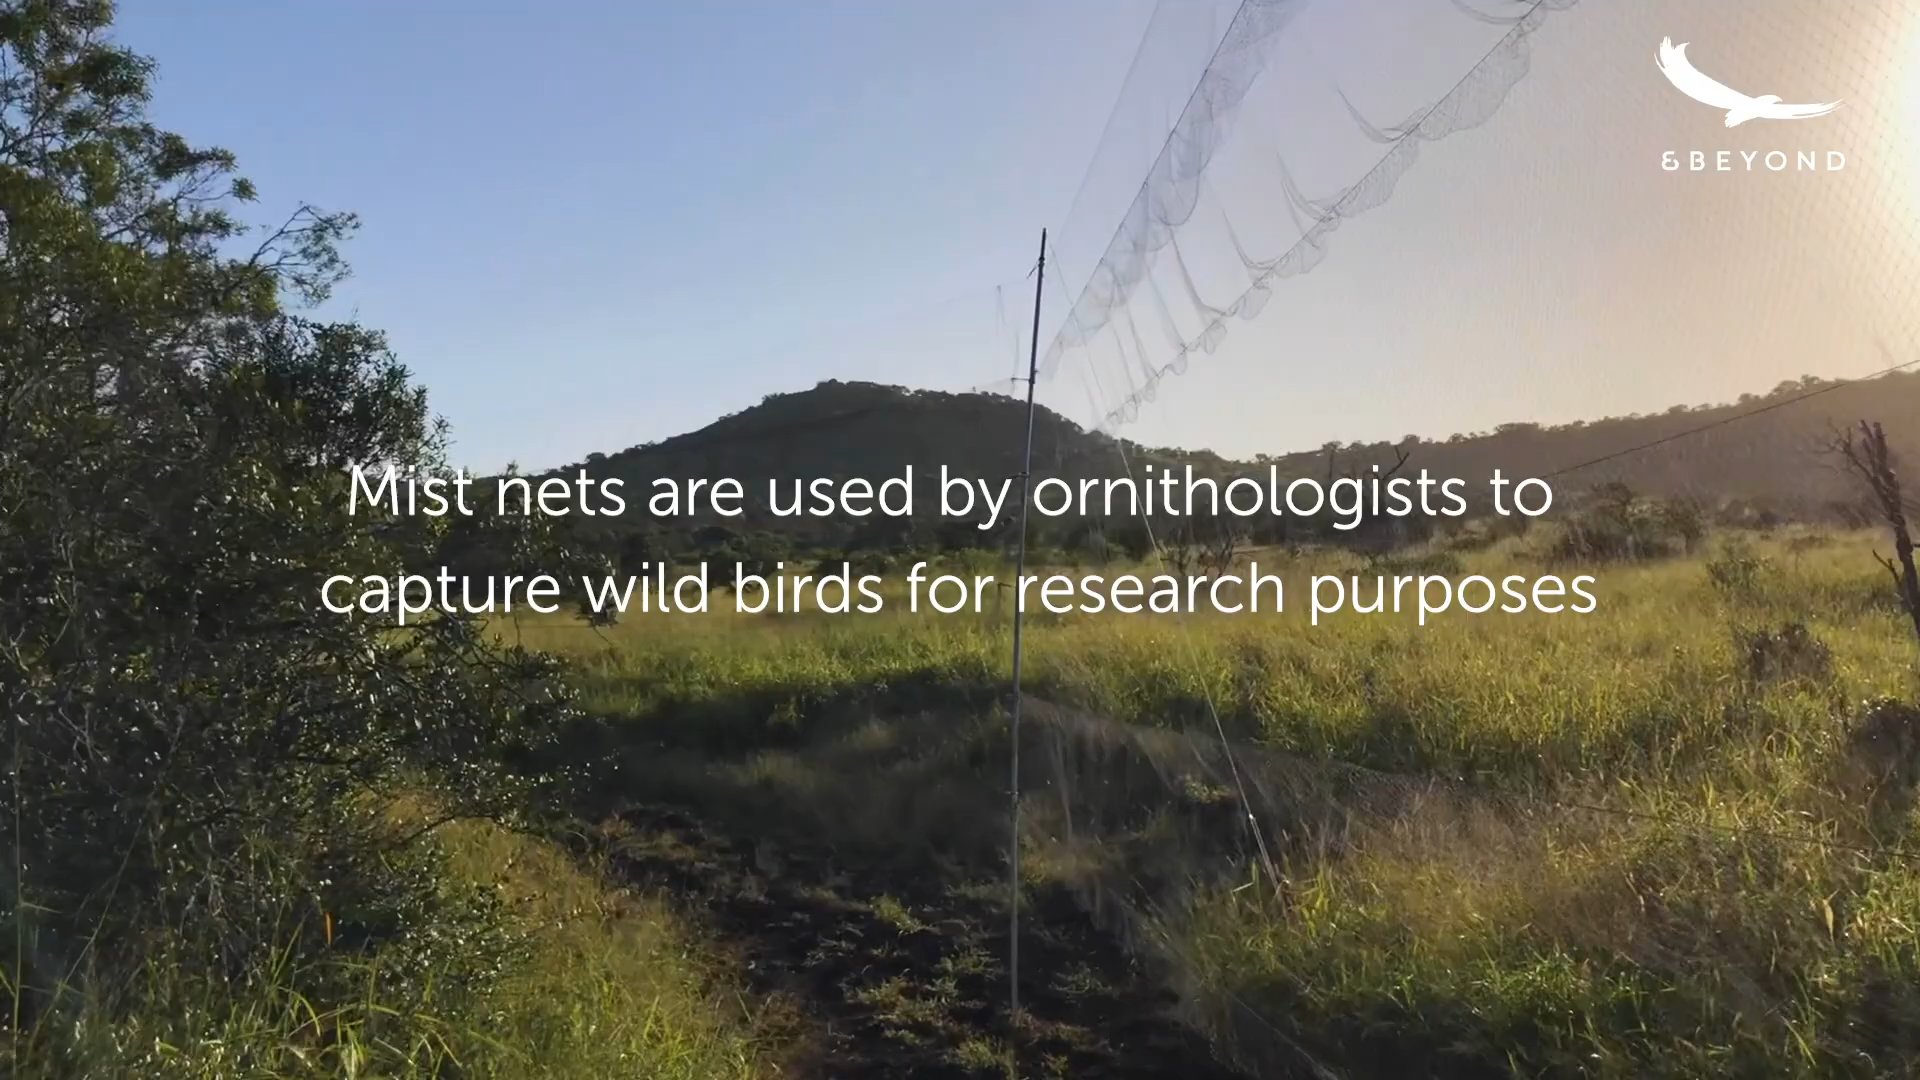 &BEYOND
Mist nets are used by ornithologists to
capture wild birds for research purposes